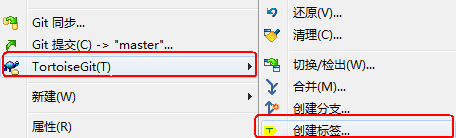 Git 同步...
Git 提交(C) -> "master"...
TortoiseGit(T)
新建(W)
属性(R)
还原(V)...
清理(C)...
切换/检出(W)...
合并(M)...
创建分支...
创建标签...